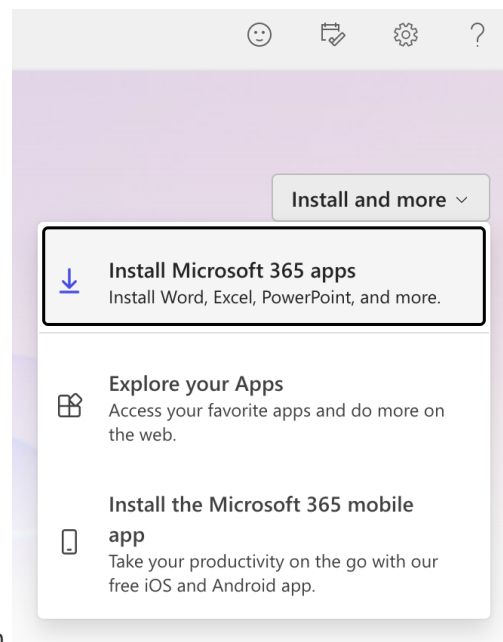 Install and more
Install Microsoft 365 apps
Install Word, Excel, PowerPoint, and more.
Explore your Apps
Access your favorite apps and do more on
the web.
Install the Microsoft 365 mobile
app
Take your productivity on the go with our
free iOS and Android app.